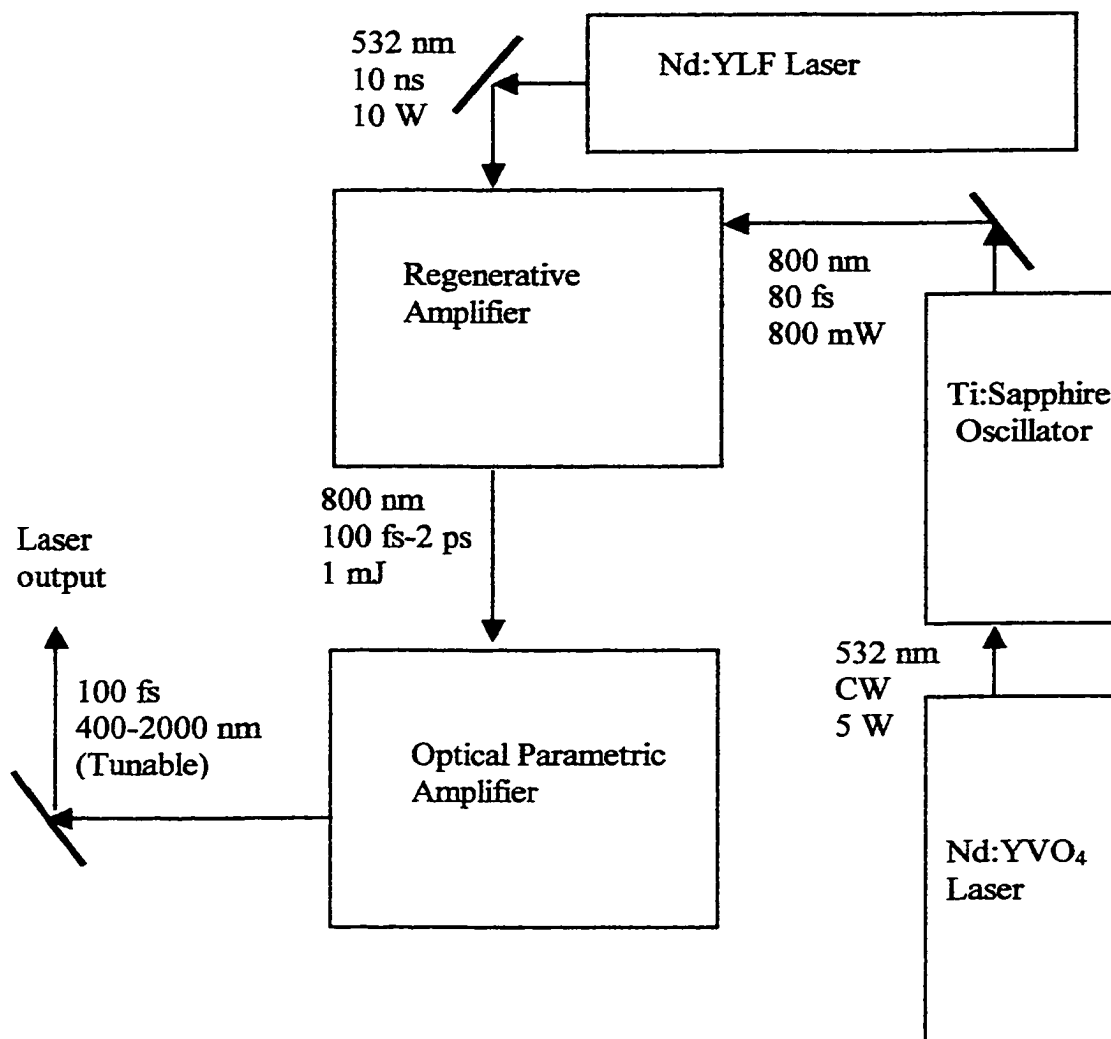 532 nm
10 ns
10 W
Nd:YLF Laser
Regenerative
Amplifier
800 nm
80 fs
800 mW
Ti:Sapphire
Oscillator
800 nm
100 fs-2 ps
1 mJ
Laser
output
532 nm
CW
5 W
100 fs
400-2000 nm
(Tunable)
Optical Parametric
Amplifier
Nd:YVO₄
Laser